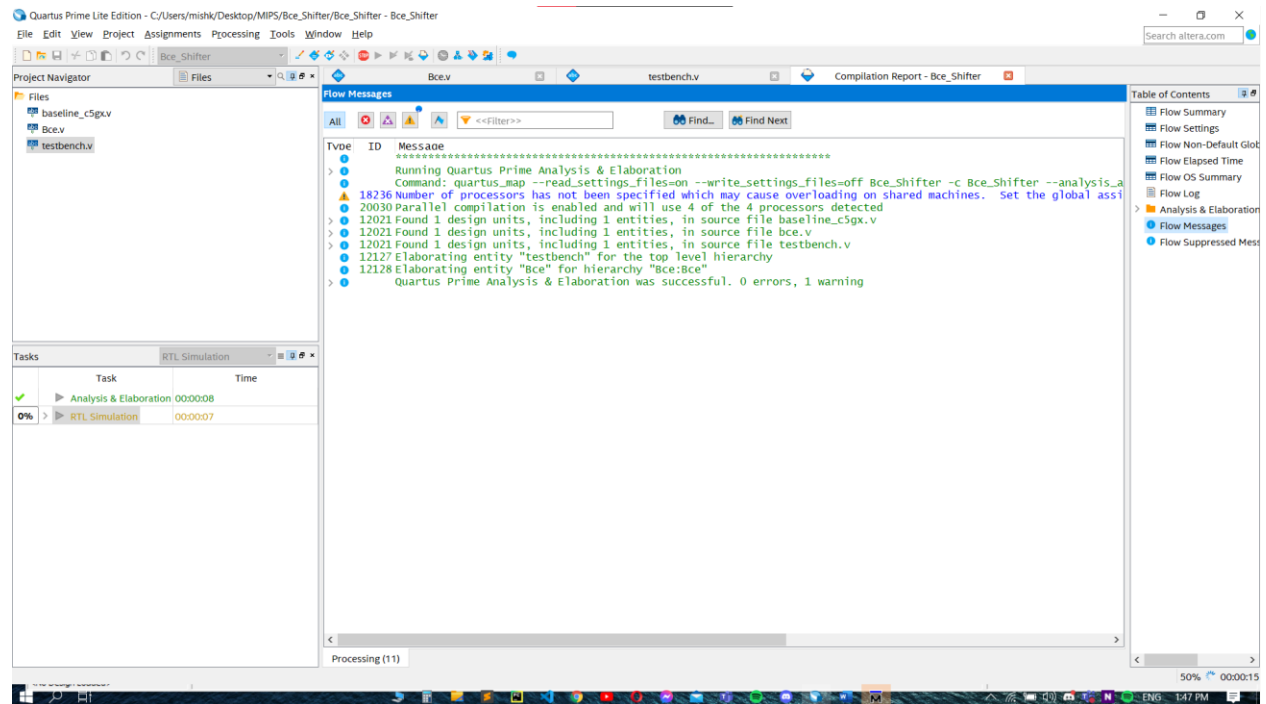 Quartus Prime Lite Edition - C:/Users/mishk/Desktop/MIPS/Bce_Shifter/Bce_Shifter - Bce_Shifter
File Edit View Project Assignments Processing Tools Window Help
Search altera.com
Bce_Shifter
Project Navigator
Files
Files
baseline_c5gx.v
Bce.v
testbench.v
Tasks
RTL Simulation
Task Time
Analysis & Elaboration 00:00:08
0% RTL Simulation 00:00:07
Bce.v
testbench.v
Compilation Report - Bce_Shifter
Flow Messages
All
<<Filter>>
Find...
Find Next
Type ID Message
*******************************************************************
Running Quartus Prime Analysis & Elaboration
Command: quartus_map --read_settings_files=on --write_settings_files=off Bce_Shifter -c Bce_Shifter --analysis_a
18236 Number of processors has not been specified which may cause overloading on shared machines. Set the global assi
20030 Parallel compilation is enabled and will use 4 of the 4 processors detected
12021 Found 1 design units, including 1 entities, in source file baseline_c5gx.v
12021 Found 1 design units, including 1 entities, in source file bce.v
12021 Found 1 design units, including 1 entities, in source file testbench.v
12127 Elaborating entity "testbench" for the top level hierarchy
12128 Elaborating entity "Bce" for hierarchy "Bce:Bce"
Quartus Prime Analysis & Elaboration was successful. 0 errors, 1 warning
Processing (11)
Table of Contents
Flow Summary
Flow Settings
Flow Non-Default Glob
Flow Elapsed Time
Flow OS Summary
Flow Log
Analysis & Elaboration
Flow Messages
Flow Suppressed Mess
50% 00:00:15
ENG 1:47 PM